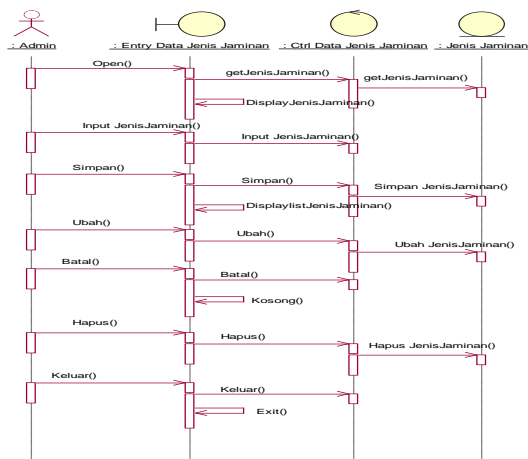 : Admin
: Entry Data Jenis Jaminan
: Ctrl Data Jenis Jaminan
: Jenis Jaminan
Open()
getJenisJaminan()
getJenisJaminan()
DisplayJenisJaminan()
Input JenisJaminan()
Input JenisJaminan()
Simpan()
Simpan()
Simpan JenisJaminan()
DisplaylistJenisJaminan()
Ubah()
Ubah()
Ubah JenisJaminan()
Batal()
Batal()
Kosong()
Hapus()
Hapus()
Hapus JenisJaminan()
Keluar()
Keluar()
Exit()